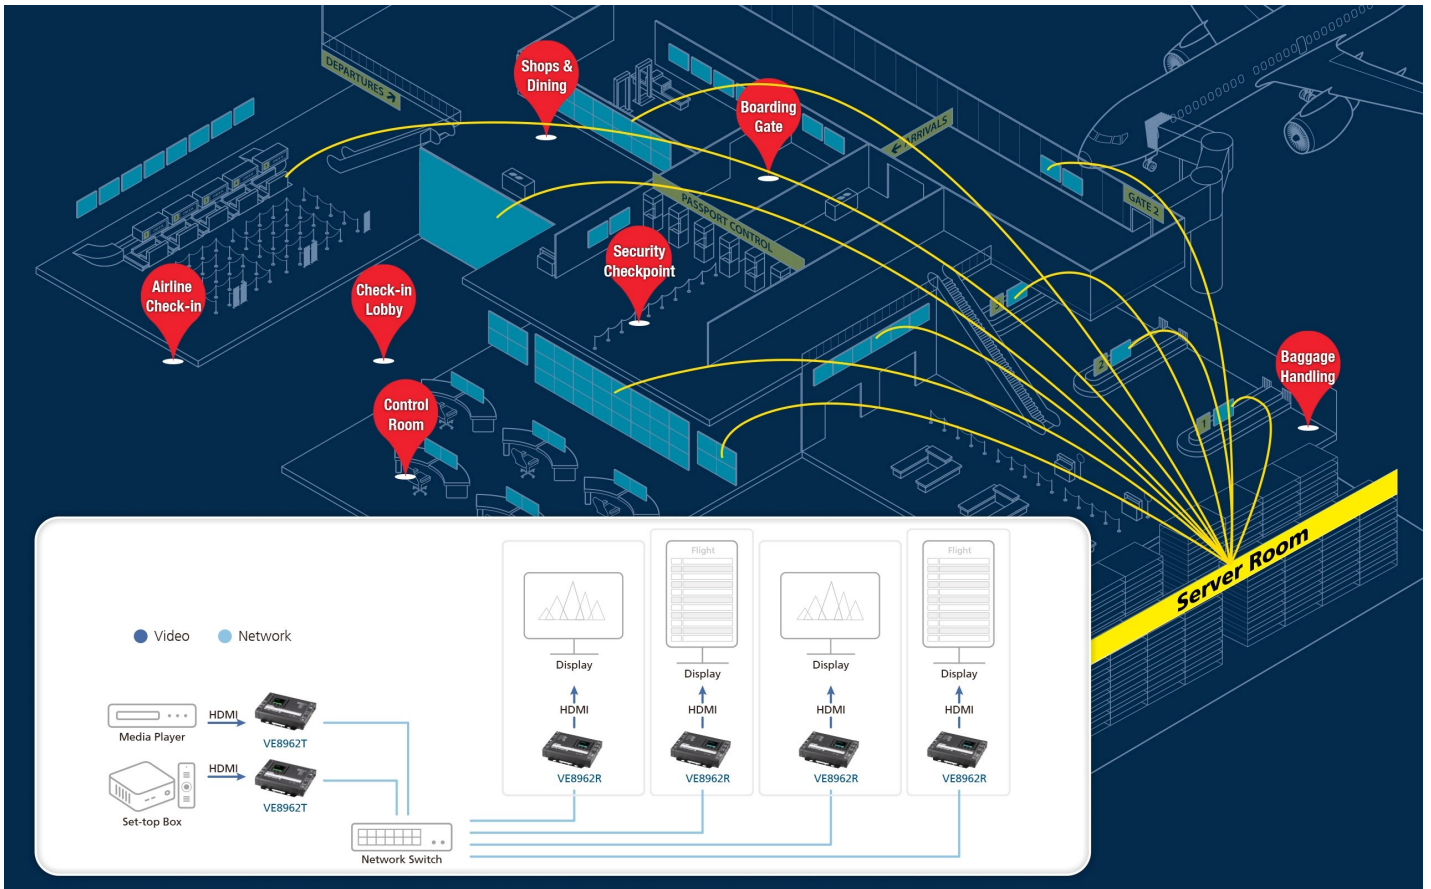 DEPARTURES
Shops &
Dining
Boarding
Gate
ARRIVALS
GATE 2
PASSPORT CONTROL
Security
Checkpoint
Airline
Check-in
Check-in
Lobby
Control
Room
Baggage
Handling
2
1
Server Room
Video
Network
Flight
Flight
Display
Display
Display
Display
HDMI
HDMI
HDMI
HDMI
VE8962R
VE8962R
VE8962R
VE8962R
Media Player
HDMI
VE8962T
Set-top Box
HDMI
VE8962T
Network Switch